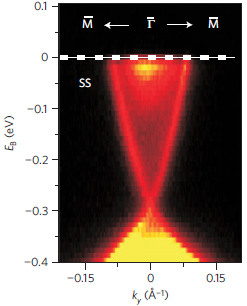 0.1
M̄ ← Γ̄ → M̄
0
SS
-0.1
E_B (eV)
-0.2
-0.3
-0.4
-0.15 0 0.15
k_y (Å⁻¹)